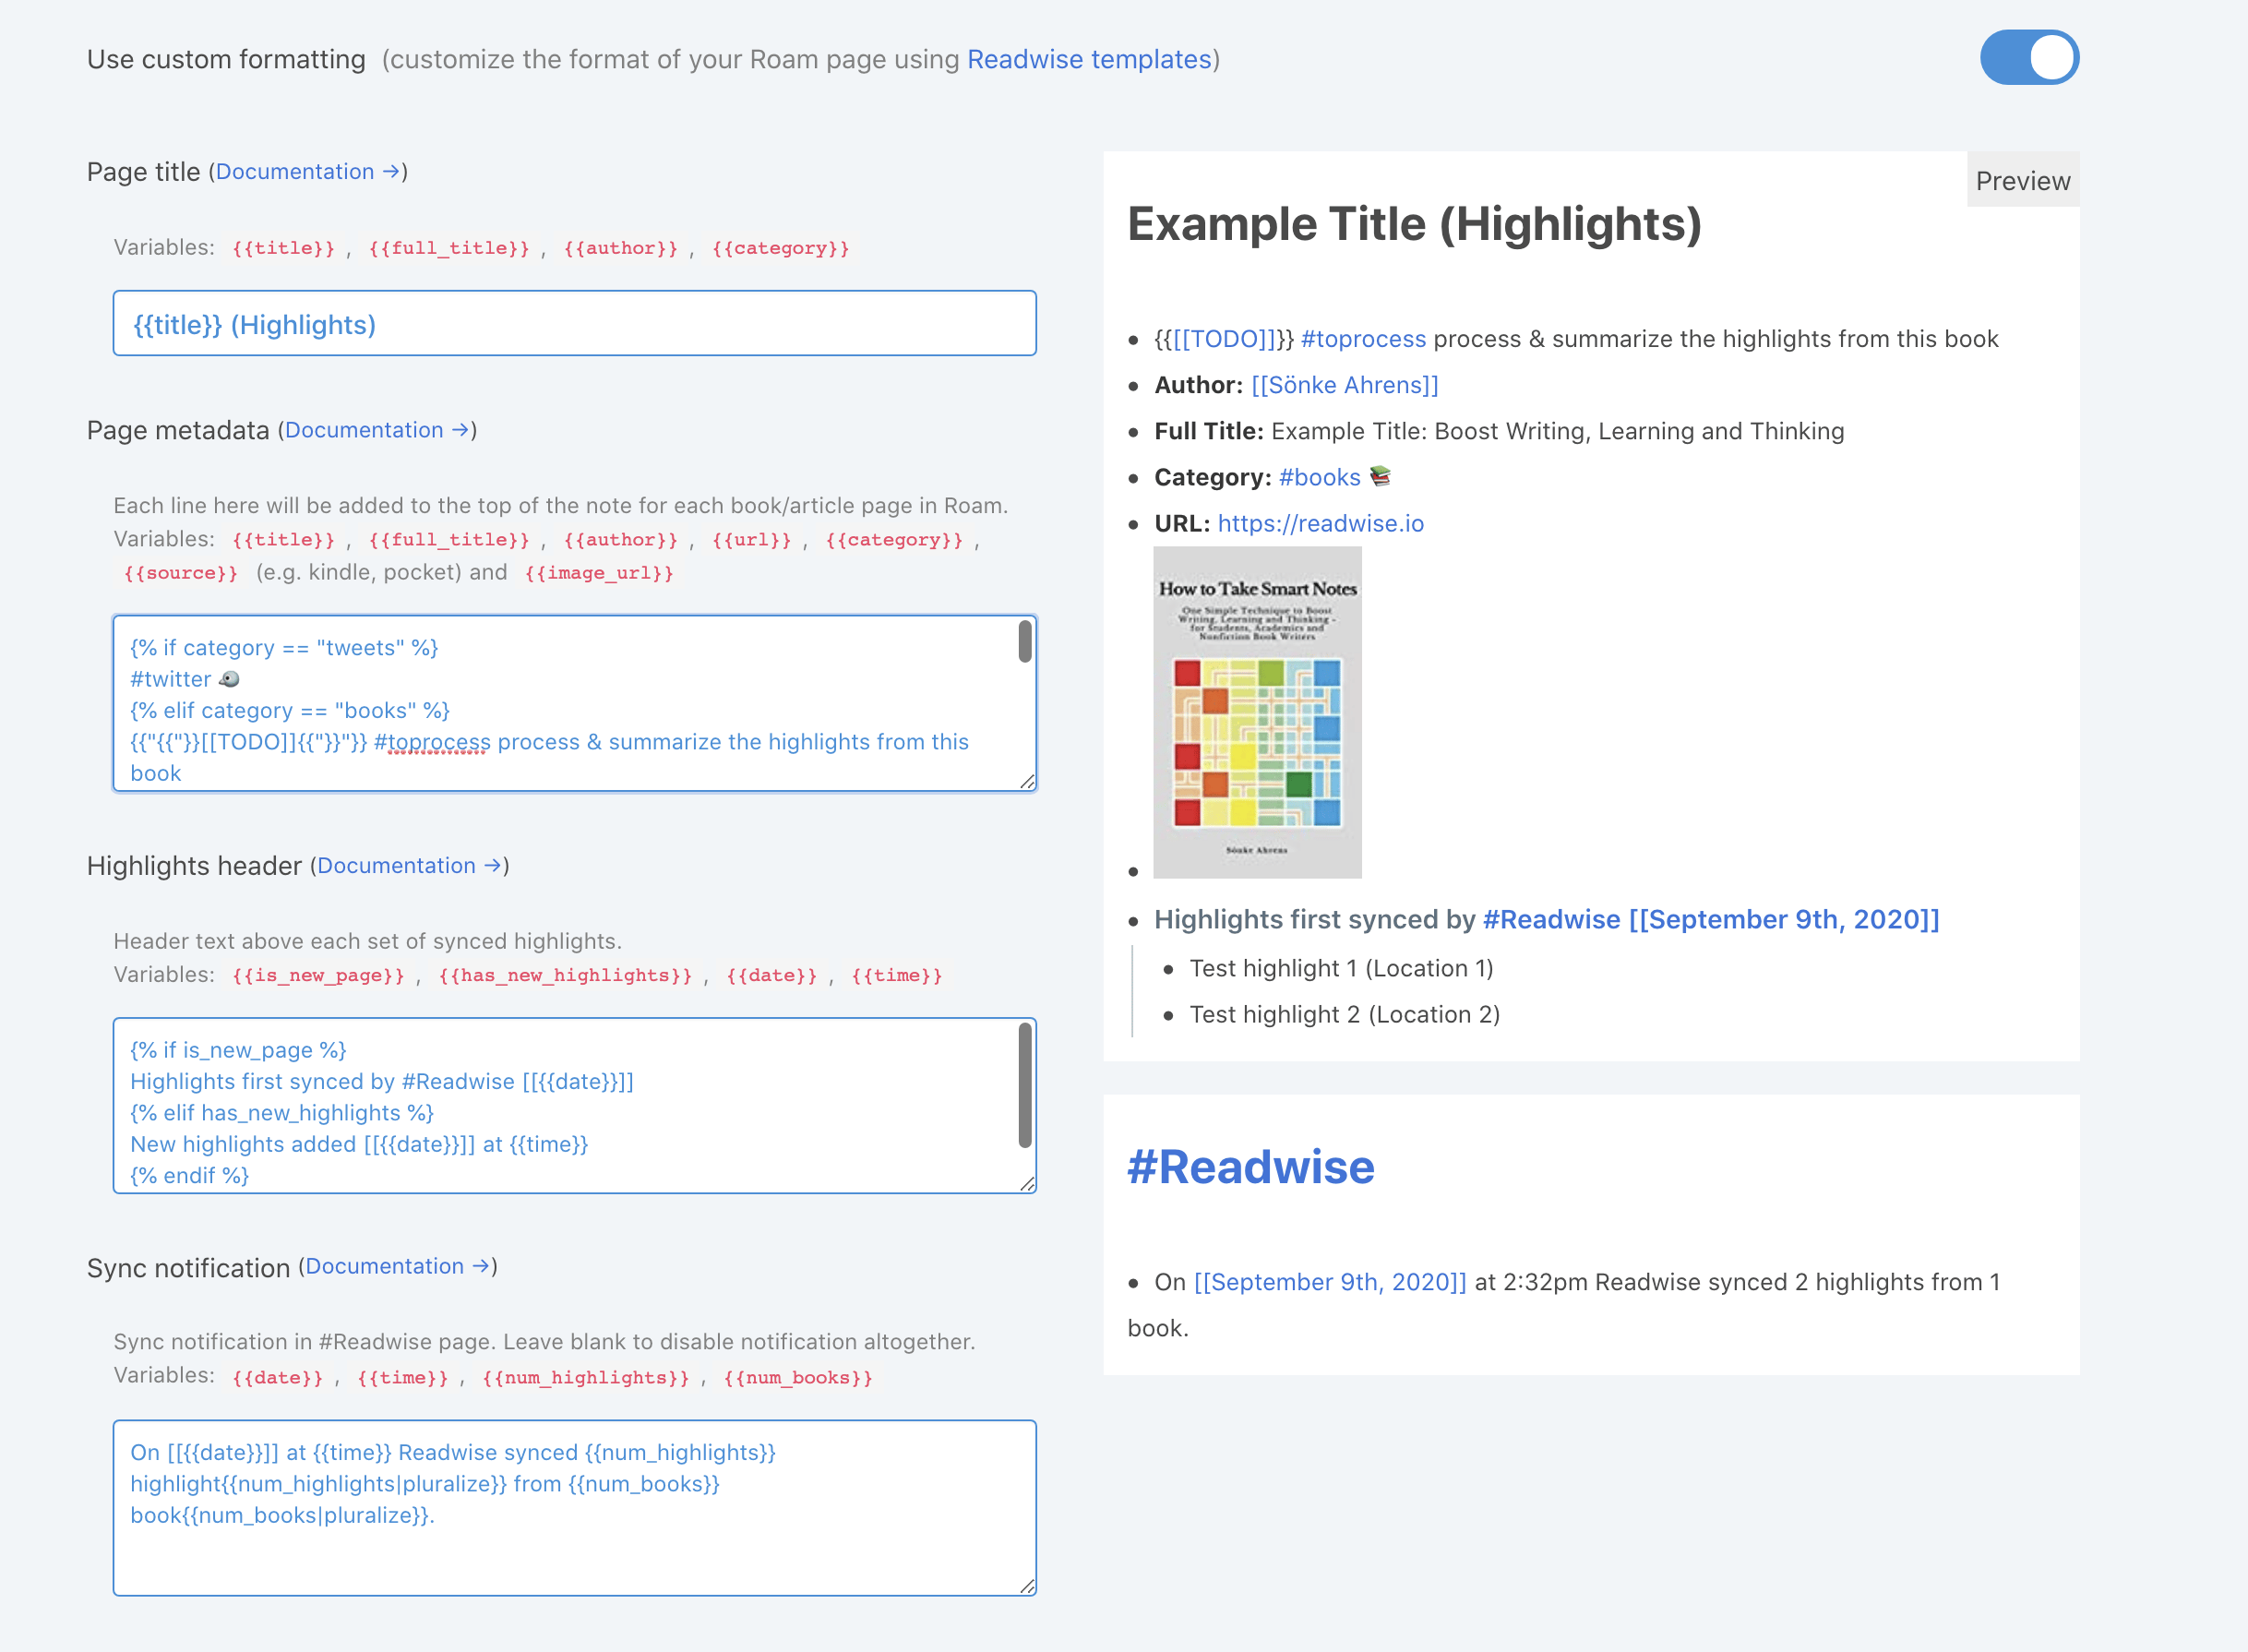 Use custom formatting (customize the format of your Roam page using Readwise templates)
Page title (Documentation →)
Variables: {{title}} , {{full_title}} , {{author}} , {{category}}
{{title}} (Highlights)
Page metadata (Documentation →)
Each line here will be added to the top of the note for each book/article page in Roam.
Variables: {{title}} , {{full_title}} , {{author}} , {{url}} , {{category}} ,
{{source}} (e.g. kindle, pocket) and {{image_url}}
{% if category == "tweets" %}
#twitter 🐦
{% elif category == "books" %}
{{"{{"}}[[TODO]]{{"}}"}} #toprocess process & summarize the highlights from this
book
Highlights header (Documentation →)
Header text above each set of synced highlights.
Variables: {{is_new_page}} , {{has_new_highlights}} , {{date}} , {{time}}
{% if is_new_page %}
Highlights first synced by #Readwise [[{{date}}]]
{% elif has_new_highlights %}
New highlights added [[{{date}}]] at {{time}}
{% endif %}
Sync notification (Documentation →)
Sync notification in #Readwise page. Leave blank to disable notification altogether.
Variables: {{date}} , {{time}} , {{num_highlights}} , {{num_books}}
On [[{{date}}]] at {{time}} Readwise synced {{num_highlights}}
highlight{{num_highlights|pluralize}} from {{num_books}}
book{{num_books|pluralize}}.
Preview
Example Title (Highlights)
• {{[[TODO]]}} #toprocess process & summarize the highlights from this book
• Author: [[Sönke Ahrens]]
• Full Title: Example Title: Boost Writing, Learning and Thinking
• Category: #books 📚
• URL: https://readwise.io
How to Take Smart Notes
One Simple Technique to Boost
Writing, Learning and Thinking -
for Students, Academics and
Nonfiction Book Writers
Sönke Ahrens
• Highlights first synced by #Readwise [[September 9th, 2020]]
• Test highlight 1 (Location 1)
• Test highlight 2 (Location 2)
#Readwise
• On [[September 9th, 2020]] at 2:32pm Readwise synced 2 highlights from 1
book.